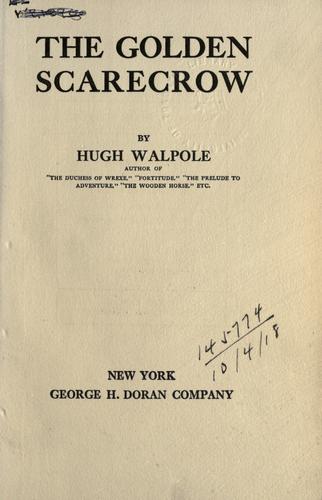 THE GOLDEN
SCARECROW
BY
HUGH WALPOLE
AUTHOR OF
"THE DUCHESS OF WREXE," "FORTITUDE," "THE PRELUDE TO
ADVENTURE," "THE WOODEN HORSE," ETC.
145774
10/4/18
NEW YORK
GEORGE H. DORAN COMPANY